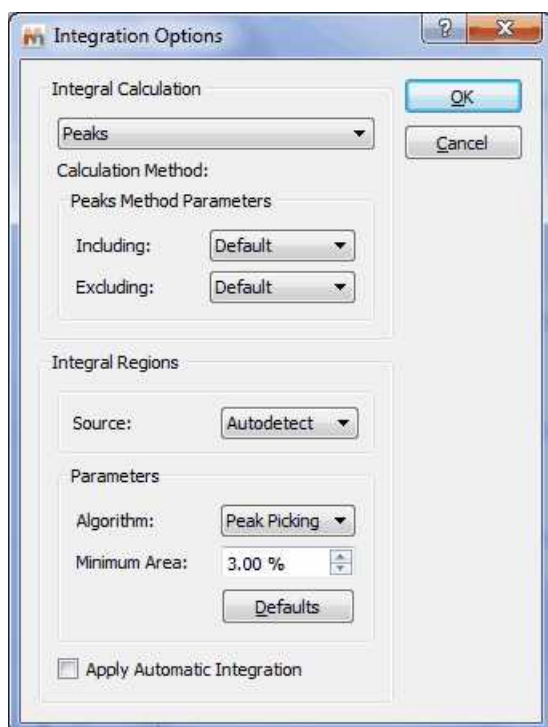 Integration Options
?
X
Integral Calculation
OK
Peaks
Cancel
Calculation Method:
Peaks Method Parameters
Including: Default
Excluding: Default
Integral Regions
Source: Autodetect
Parameters
Algorithm: Peak Picking
Minimum Area: 3.00 %
Defaults
Apply Automatic Integration